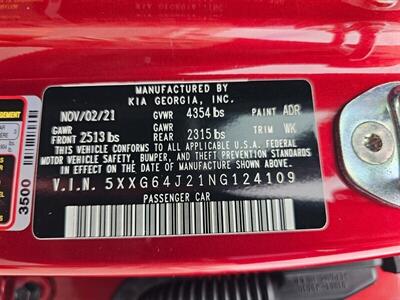 MANUFACTURED BY
KIA GEORGIA, INC.
NOV/02/21 GVWR 4354 lbs PAINT ADR
GAWR FRONT 2513 lbs GAWR REAR 2315 lbs TRIM WK
THIS VEHICLE CONFORMS TO ALL APPLICABLE U.S.A. FEDERAL
MOTOR VEHICLE SAFETY, BUMPER, AND THEFT PREVENTION STANDARDS
IN EFFECT ON THE DATE OF MANUFACTURE SHOWN ABOVE.
V.I.N. 5XXG64J21NG124109
PASSENGER CAR
3500